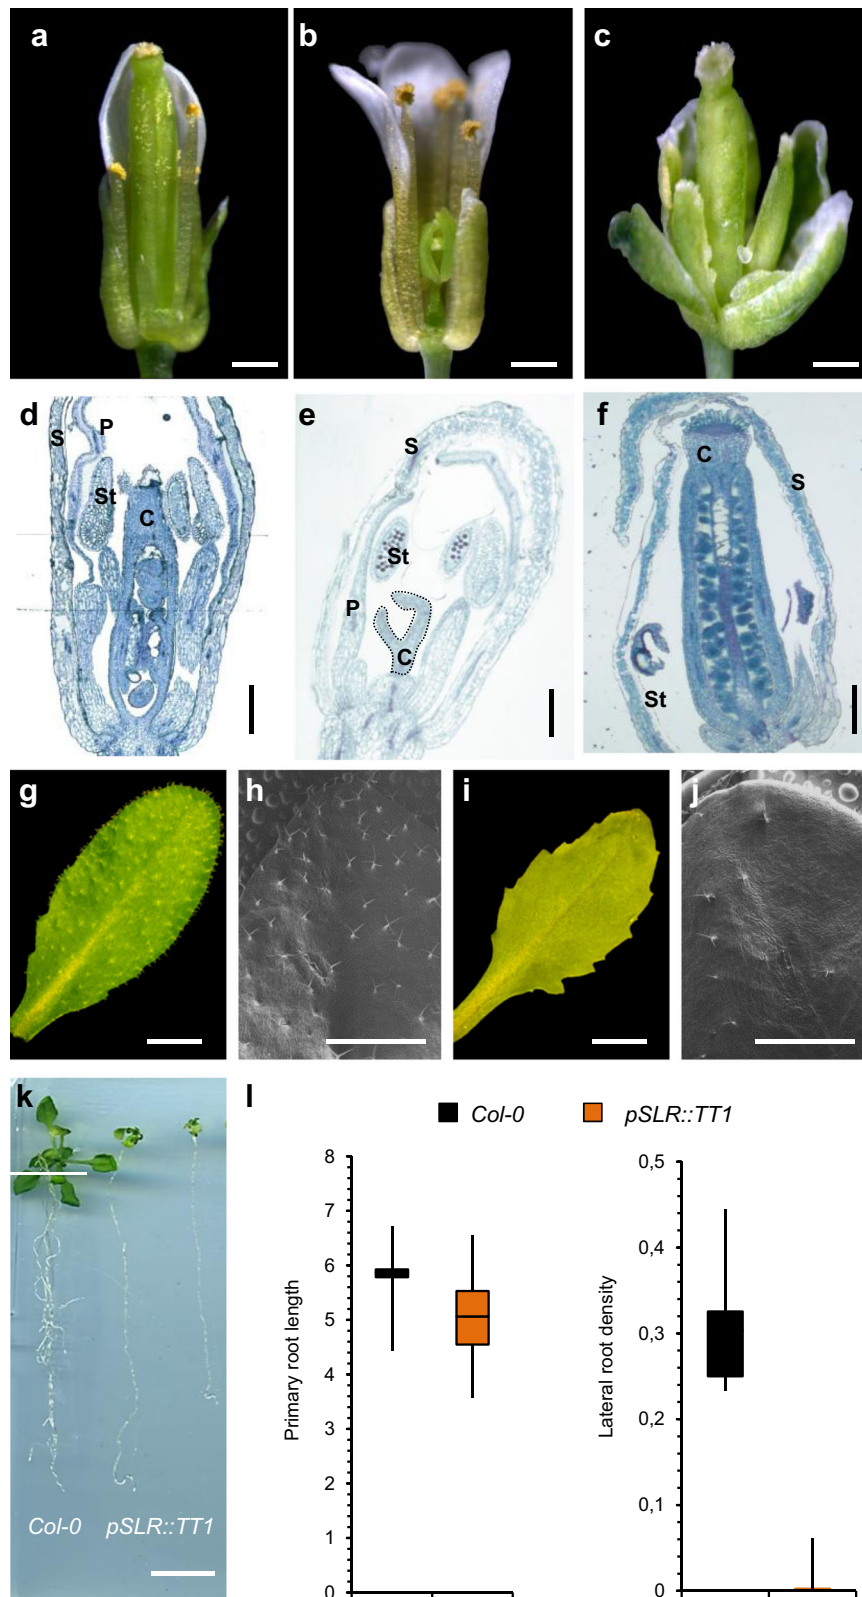 a
b
c
d
S
P
St
C
e
S
St
P
C
f
C
S
St
g
h
i
j
k
Col-0
pSLR::TT1
l
Col-0
pSLR::TT1
Primary root length
8
7
6
5
4
3
2
1
0
Lateral root density
0,5
0,4
0,3
0,2
0,1
0